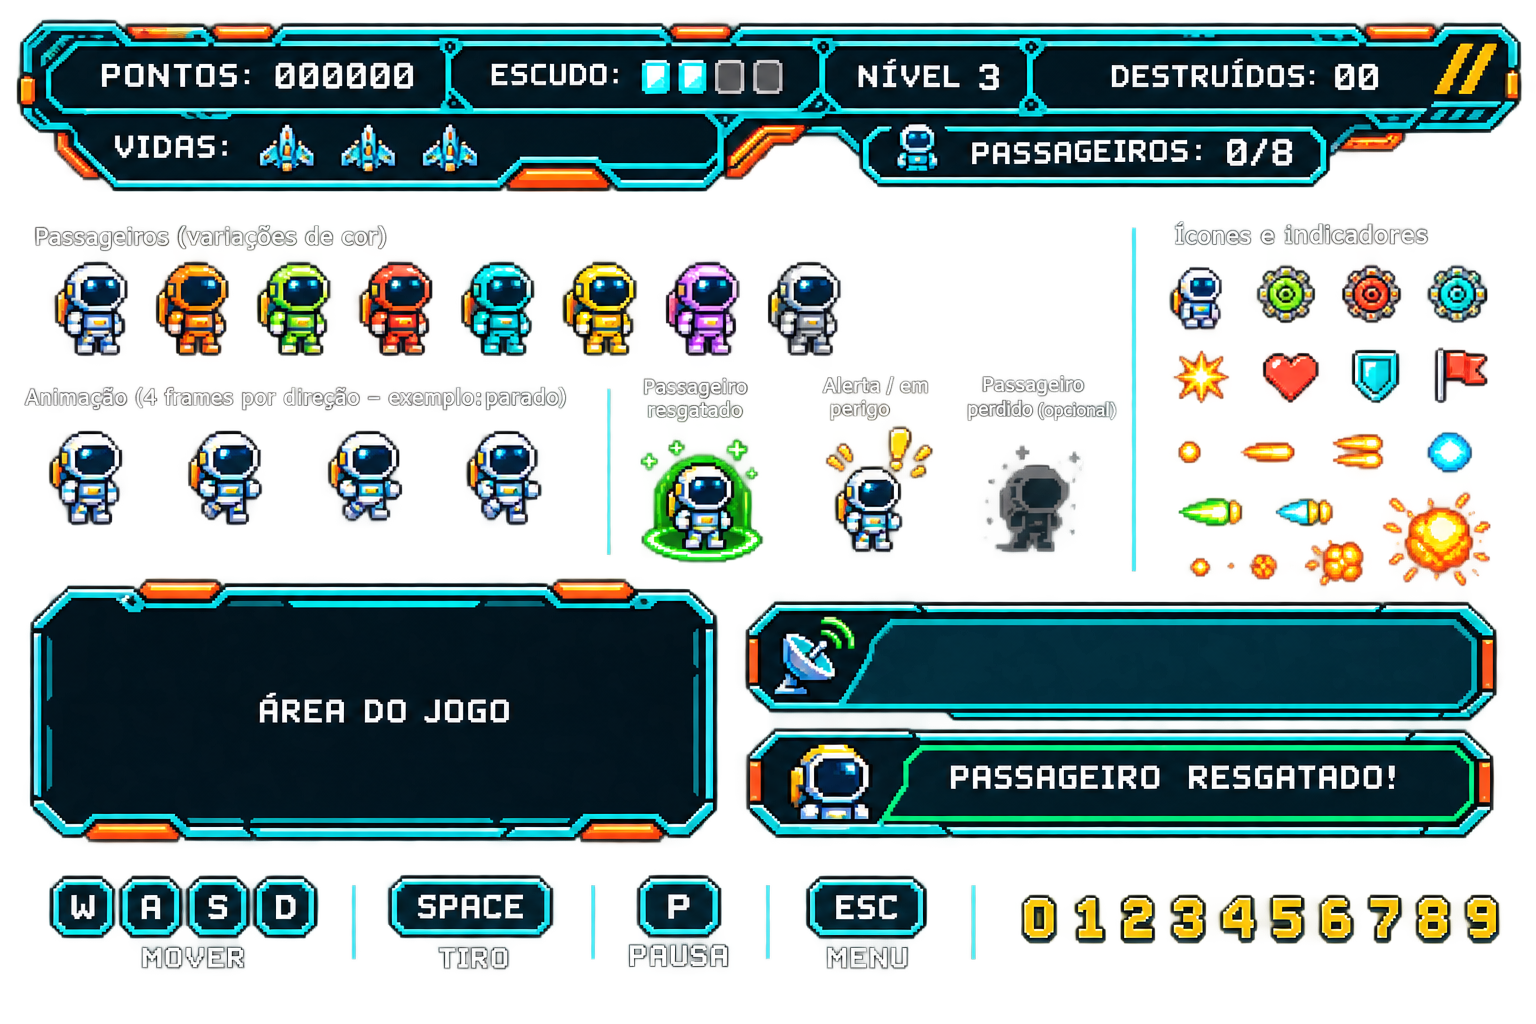 PONTOS: 000000
ESCUDO:
NÍVEL 3
DESTRUÍDOS: 00
VIDAS:
PASSAGEIROS: 0/8
Passageiros (variações de cor)
Ícones e indicadores
Animação (4 frames por direção – exemplo: parado)
Passageiro
resgatado
Alerta / em
perigo
Passageiro
perdido (opcional)
ÁREA DO JOGO
PASSAGEIRO RESGATADO!
W A S D
MOVER
SPACE
TIRO
P
PAUSA
ESC
MENU
0 1 2 3 4 5 6 7 8 9